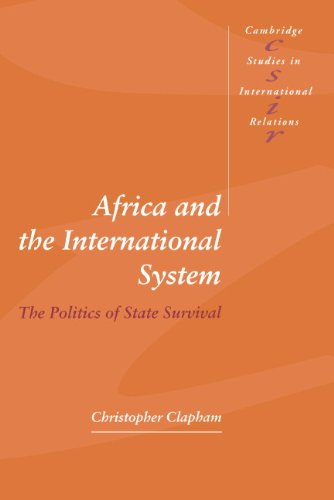 Cambridge
c
Studies in
s
International
i
Relations
r
Africa and
the International
System
The Politics of State Survival
Christopher Clapham